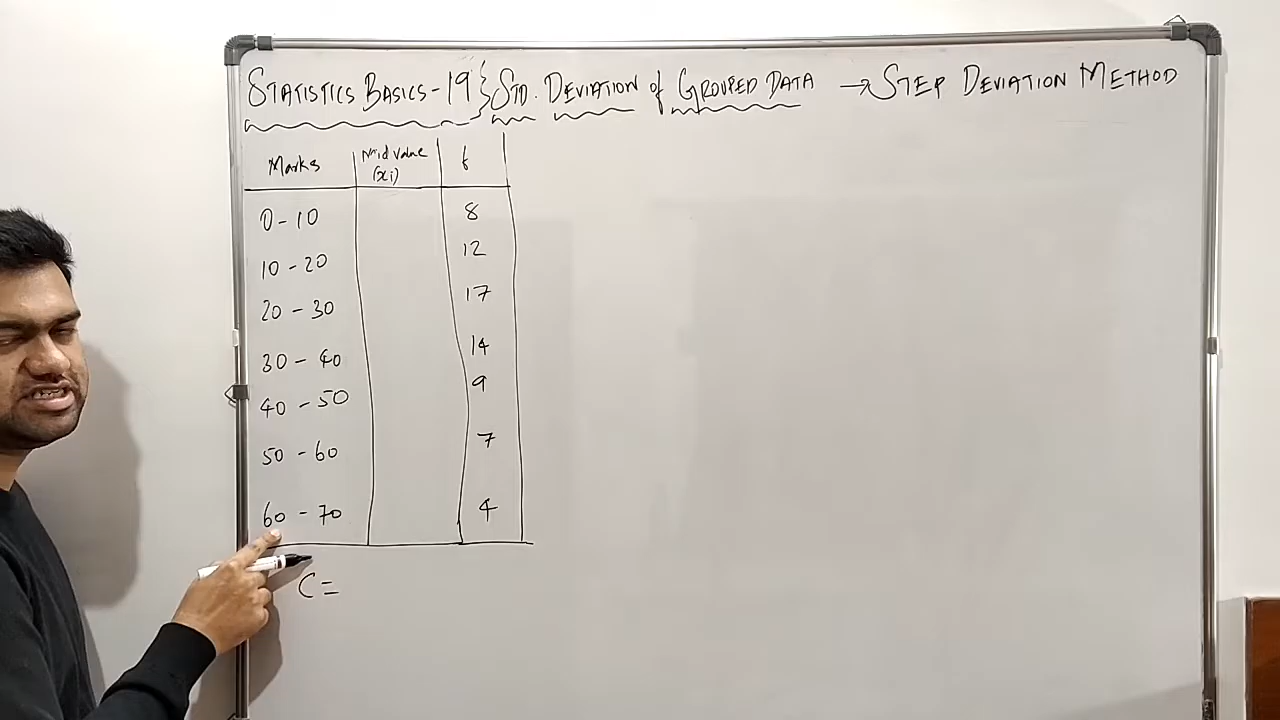 STATISTICS BASICS - 19 } STD. DEVIATION of GROUPED DATA → STEP DEVIATION METHOD
Marks Mid Value (xi) f
0 - 10 8
10 - 20 12
20 - 30 17
30 - 40 14
40 - 50 9
50 - 60 7
60 - 70 4
C =